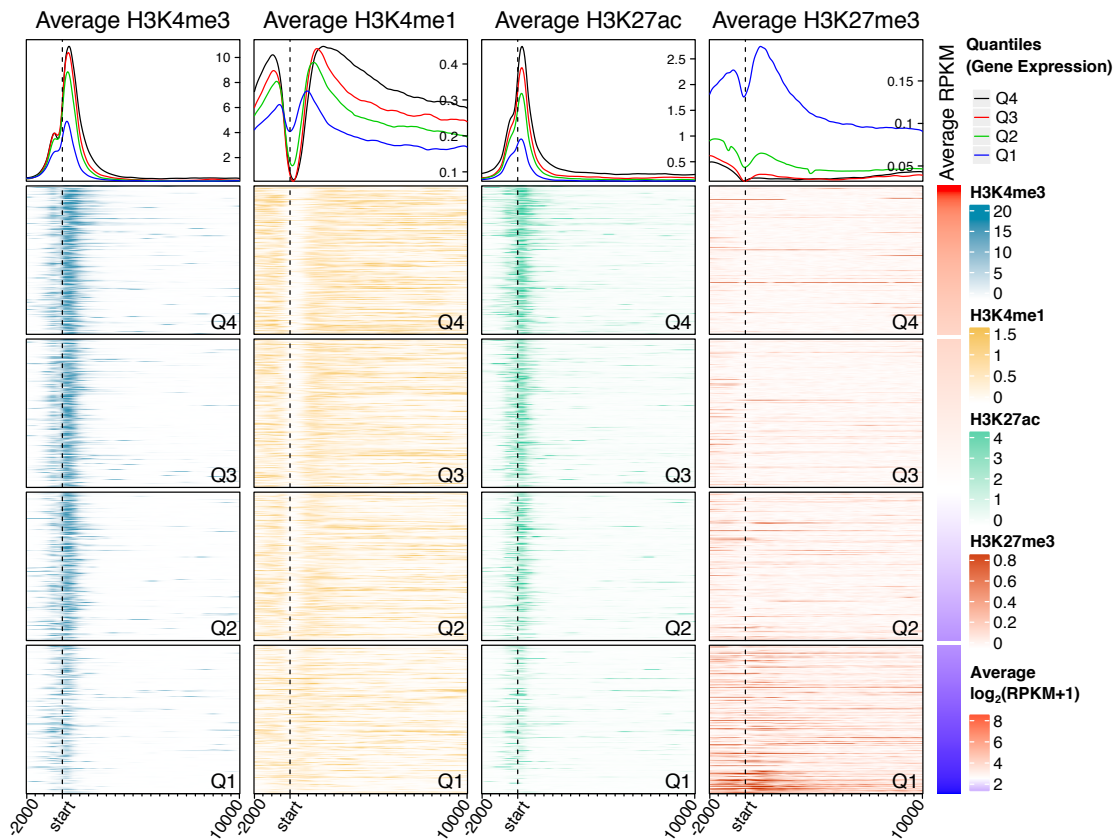 Average H3K4me3
Average H3K4me1
Average H3K27ac
Average H3K27me3
10
8
6
4
2
0.4
0.3
0.2
0.1
2.5
2
1.5
1
0.5
0.15
0.1
0.05
Average RPKM
Quantiles
(Gene Expression)
Q4
Q3
Q2
Q1
Q4
Q4
Q4
Q4
Q3
Q3
Q3
Q3
Q2
Q2
Q2
Q2
Q1
Q1
Q1
Q1
H3K4me3
20
15
10
5
0
H3K4me1
1.5
1
0.5
0
H3K27ac
4
3
2
1
0
H3K27me3
0.8
0.6
0.4
0.2
0
Average
log₂(RPKM+1)
8
6
4
2
-2000
start
10000
-2000
start
10000
-2000
start
10000
-2000
start
10000